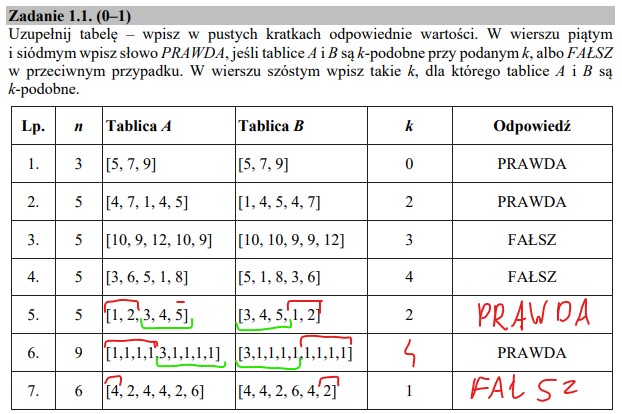 Zadanie 1.1. (0–1)
Uzupełnij tabelę – wpisz w pustych kratkach odpowiednie wartości. W wierszu piątym
i siódmym wpisz słowo PRAWDA, jeśli tablice A i B są k-podobne przy podanym k, albo FAŁSZ
w przeciwnym przypadku. W wierszu szóstym wpisz takie k, dla którego tablice A i B są
k-podobne.
Lp. n Tablica A Tablica B k Odpowiedź
1. 3 [5, 7, 9] [5, 7, 9] 0 PRAWDA
2. 5 [4, 7, 1, 4, 5] [1, 4, 5, 4, 7] 2 PRAWDA
3. 5 [10, 9, 12, 10, 9] [10, 10, 9, 9, 12] 3 FAŁSZ
4. 5 [3, 6, 5, 1, 8] [5, 1, 8, 3, 6] 4 FAŁSZ
5. 5 [1, 2, 3, 4, 5] [3, 4, 5, 1, 2] 2 PRAWDA
6. 9 [1,1,1,1,3,1,1,1,1] [3,1,1,1,1,1,1,1,1] 4 PRAWDA
7. 6 [4, 2, 4, 4, 2, 6] [4, 4, 2, 6, 4, 2] 1 FAŁSZ